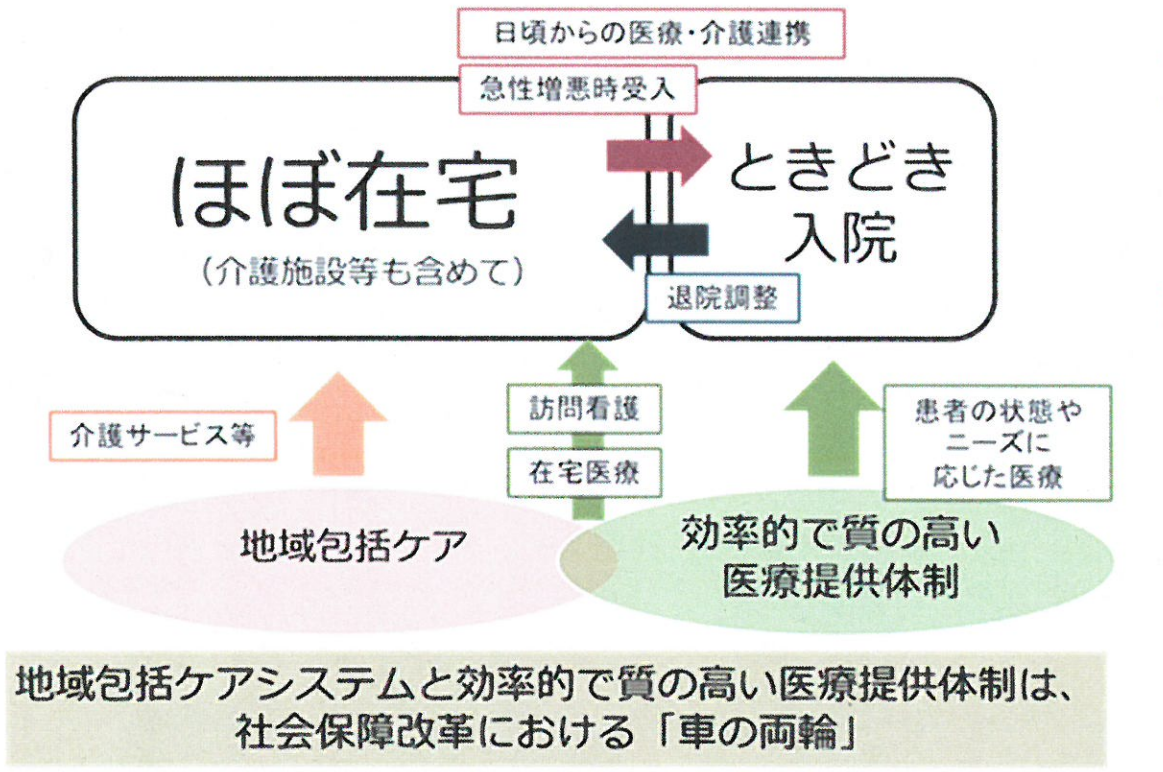 日頃からの医療・介護連携
急性増悪時受入
ほぼ在宅
（介護施設等も含めて）
ときどき
入院
退院調整
介護サービス等
訪問看護
在宅医療
患者の状態や
ニーズに
応じた医療
地域包括ケア
効率的で質の高い
医療提供体制
地域包括ケアシステムと効率的で質の高い医療提供体制は、
社会保障改革における「車の両輪」